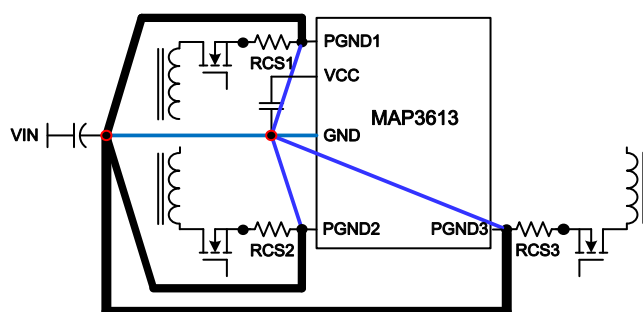 PGND1
RCS1
VCC
MAP3613
VIN
GND
PGND2
PGND3
RCS2
RCS3